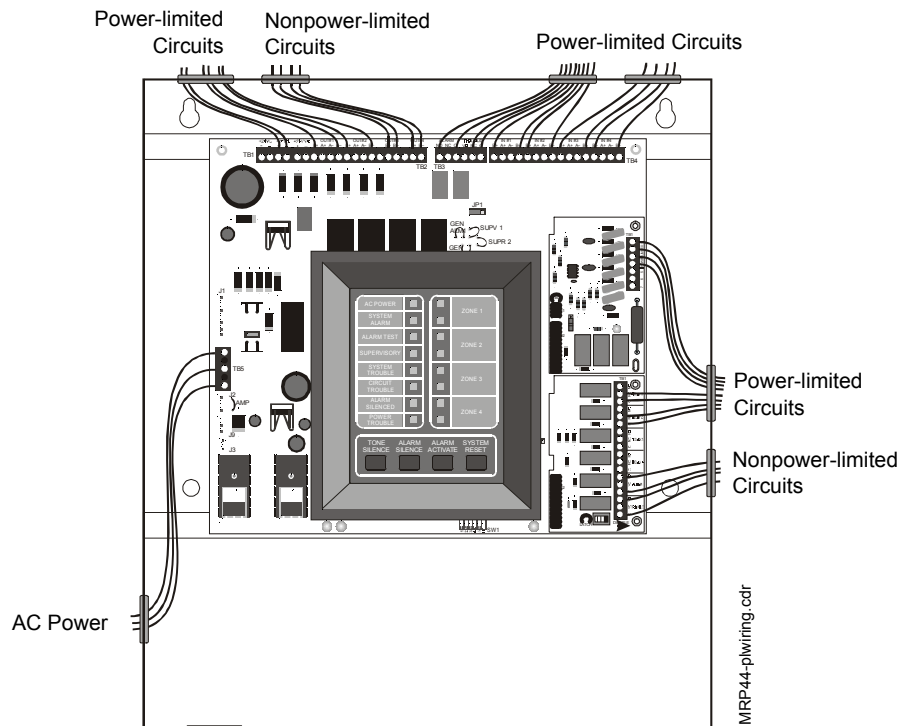 Power-limited
Circuits
Nonpower-limited
Circuits
Power-limited Circuits
TB1
TB2
TB3
TB4
JP1
GEN
ALM
SUPV 1
SUPR 2
GEN
J1
AC POWER
SYSTEM
ALARM
ALARM TEST
SUPERVISORY
SYSTEM
TROUBLE
CIRCUIT
TROUBLE
ALARM
SILENCED
POWER
TROUBLE
ZONE 1
ZONE 2
ZONE 3
ZONE 4
TB5
J2
AMP
J9
J3
TB1
TONE
SILENCE
ALARM
SILENCE
ALARM
ACTIVATE
SYSTEM
RESET
SW1
Power-limited
Circuits
Nonpower-limited
Circuits
AC Power
MRP44-plwiring.cdr